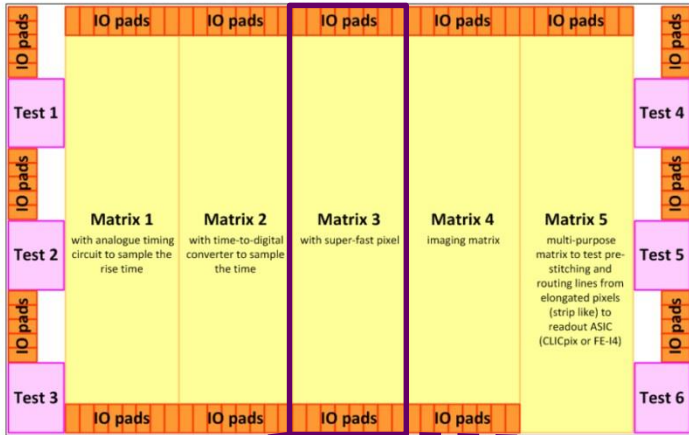 IO pads
IO pads
IO pads
IO pads
IO pads
IO pads
IO pads
Test 1
Test 4
IO pads
IO pads
Matrix 1
with analogue timing
circuit to sample the
rise time
Matrix 2
with time-to-digital
converter to sample
the time
Matrix 3
with super-fast pixel
Matrix 4
imaging matrix
Matrix 5
multi-purpose
matrix to test pre-
stitching and
routing lines from
elongated pixels
(strip like) to
readout ASIC
(CLICpix or FE-I4)
Test 2
Test 5
IO pads
IO pads
Test 3
Test 6
IO pads
IO pads
IO pads
IO pads